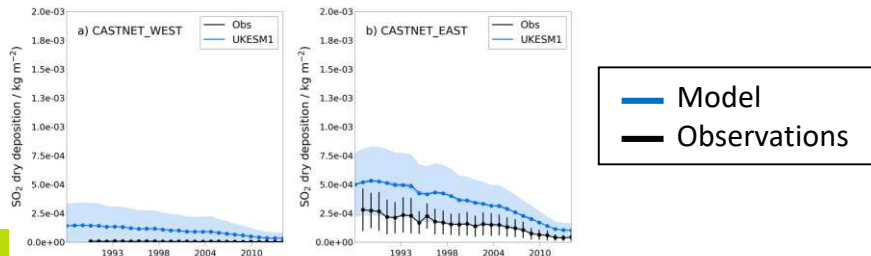 a) CASTNET_WEST
Obs
UKESM1
SO₂ dry deposition / kg m⁻²
2.0e-03
1.8e-03
1.5e-03
1.3e-03
1.0e-03
7.5e-04
5.0e-04
2.5e-04
0.0e+00
1993
1998
2004
2010
b) CASTNET_EAST
Obs
UKESM1
SO₂ dry deposition / kg m⁻²
2.0e-03
1.8e-03
1.5e-03
1.3e-03
1.0e-03
7.5e-04
5.0e-04
2.5e-04
0.0e+00
1993
1998
2004
2010
Model
Observations